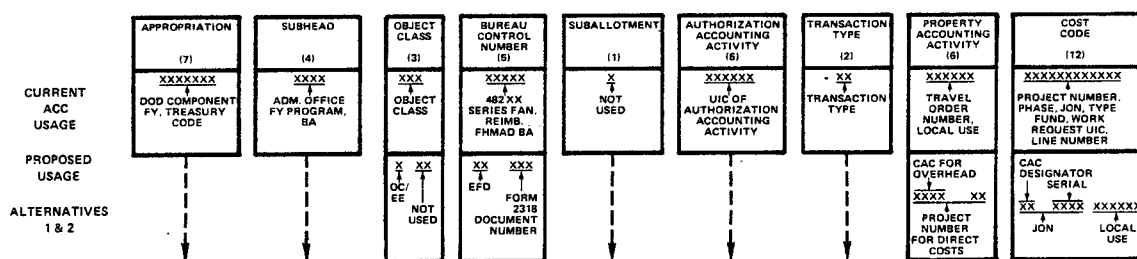 APPROPRIATION
(7)
SUBHEAD
(4)
OBJECT
CLASS
(3)
BUREAU
CONTROL
NUMBER
(5)
SUBALLOTMENT
(1)
AUTHORIZATION
ACCOUNTING
ACTIVITY
(6)
TRANSACTION
TYPE
(2)
PROPERTY
ACCOUNTING
ACTIVITY
(6)
COST
CODE
(12)
CURRENT
ACC
USAGE
XXXXXXX
DOD COMPONENT
FY, TREASURY
CODE
XXXX
ADM. OFFICE
FY PROGRAM,
BA
XXX
OBJECT
CLASS
XXXXX
482 XX
SERIES FAN,
REIMB.
FHMAD BA
X
NOT
USED
XXXXXX
UIC OF
AUTHORIZATION
ACCOUNTING
ACTIVITY
XX
TRANSACTION
TYPE
XXXXXX
TRAVEL
ORDER
NUMBER,
LOCAL USE
XXXXXXXXXXXX
PROJECT NUMBER,
PHASE, JON, TYPE
FUND, WORK
REQUEST UIC,
LINE NUMBER
PROPOSED
USAGE
ALTERNATIVES
1 & 2
X XX
OC/
EE
NOT
USED
XX XXX
EFD
FORM
2318
DOCUMENT
NUMBER
CAC FOR
OVERHEAD
XXXX XX
PROJECT
NUMBER
FOR DIRECT
COSTS
CAC
DESIGNATOR
SERIAL
XX XXXX XXXXXX
JON
LOCAL
USE